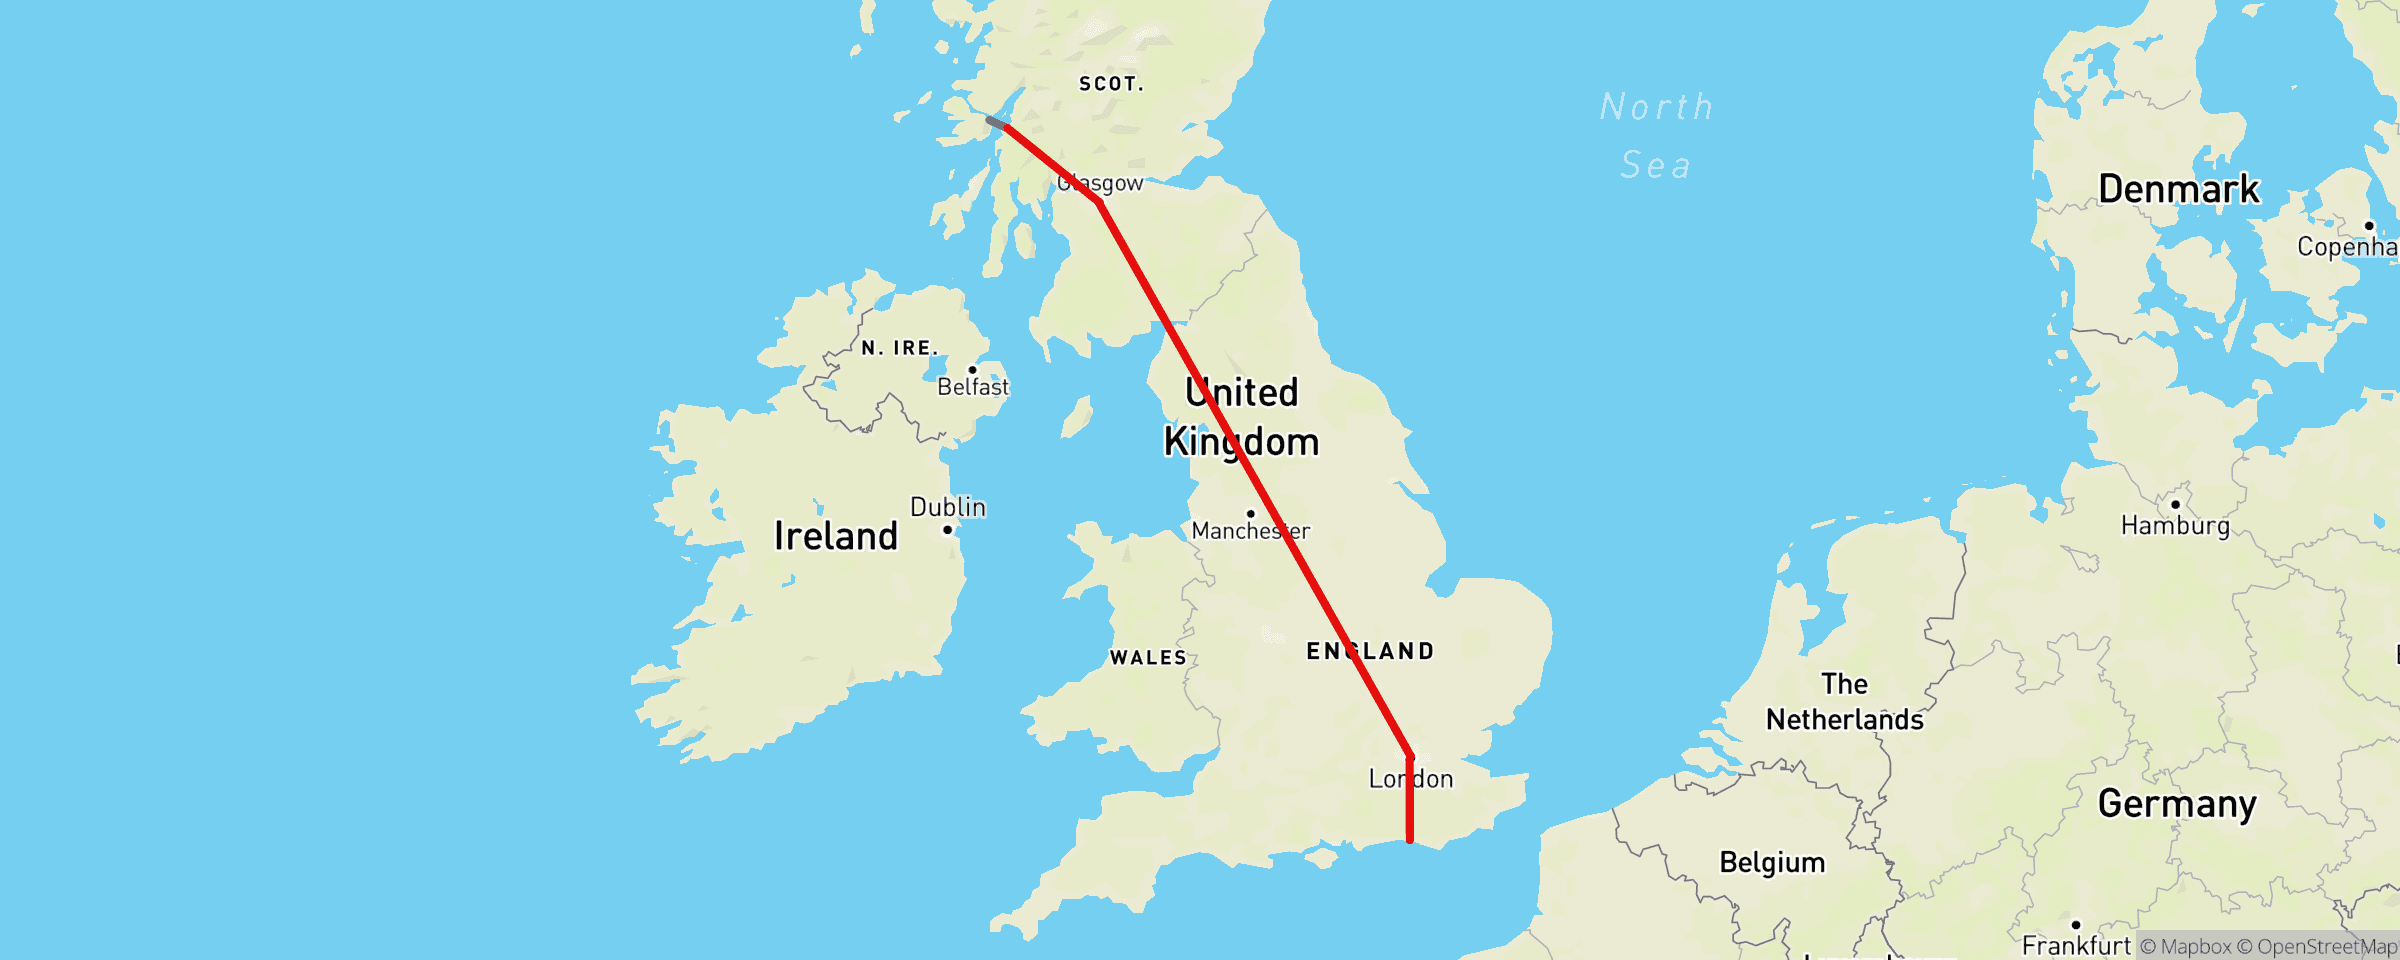 SCOT.
North
Sea
Glasgow
Denmark
Copenha
N. IRE.
Belfast
United
Kingdom
Dublin
Ireland
Manchester
Hamburg
ENGLAND
WALES
The
Netherlands
London
Germany
Belgium
Frankfurt
© Mapbox © OpenStreetMap